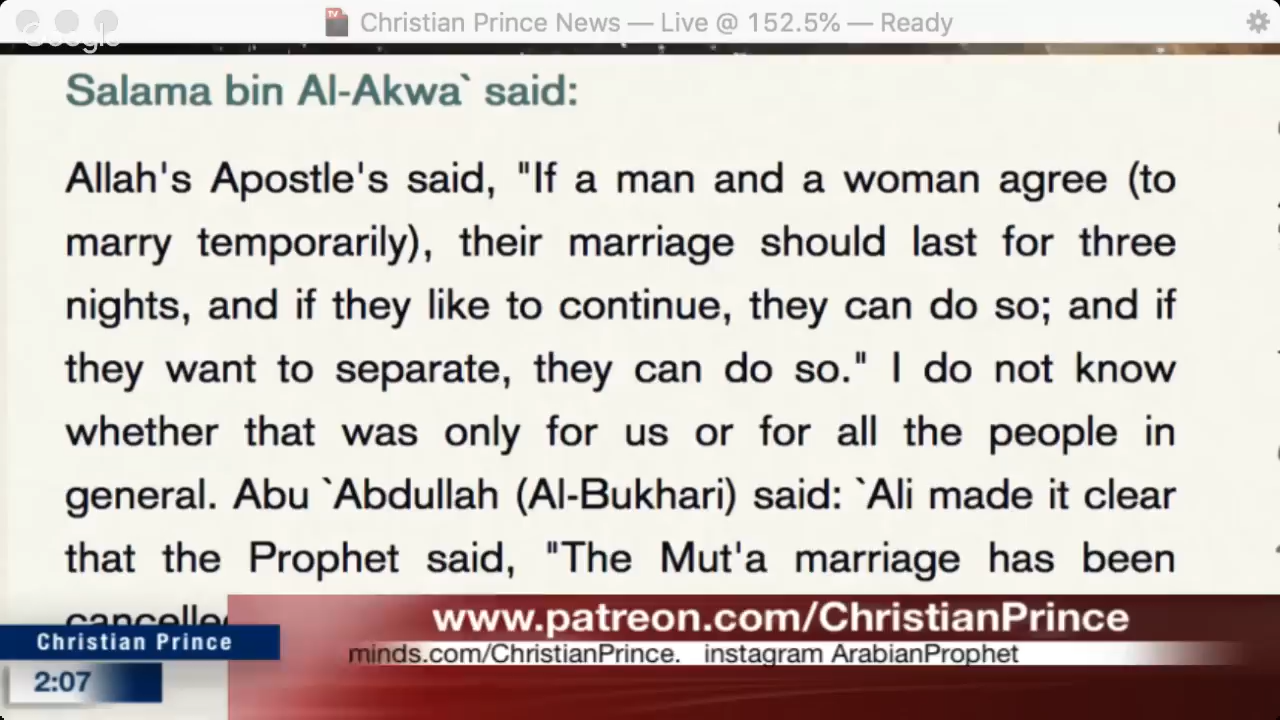 Christian Prince News — Live @ 152.5% — Ready
Google
Salama bin Al-Akwa` said:
Allah's Apostle's said, "If a man and a woman agree (to
marry temporarily), their marriage should last for three
nights, and if they like to continue, they can do so; and if
they want to separate, they can do so." I do not know
whether that was only for us or for all the people in
general. Abu `Abdullah (Al-Bukhari) said: `Ali made it clear
that the Prophet said, "The Mut'a marriage has been
www.patreon.com/ChristianPrince
Christian Prince
minds.com/ChristianPrince. instagram ArabianProphet
2:07